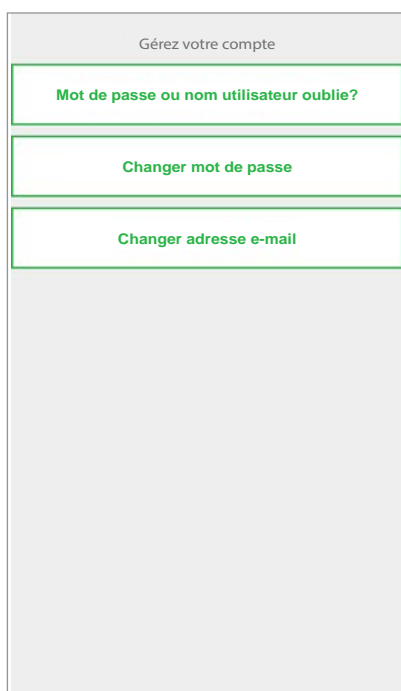 Gérez votre compte
Mot de passe ou nom utilisateur oublie?
Changer mot de passe
Changer adresse e-mail